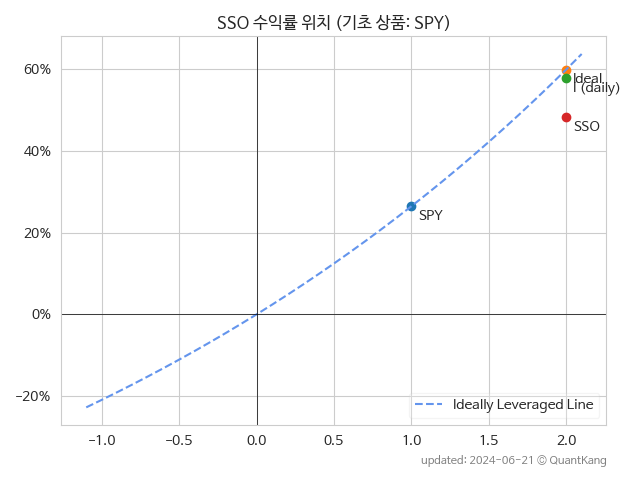 SSO 수익률 위치 (기초 상품: SPY)
60%
40%
20%
0%
−20%
Ideal
l (daily)
SSO
SPY
Ideally Leveraged Line
−1.0 −0.5 0.0 0.5 1.0 1.5 2.0
updated: 2024-06-21 © QuantKang